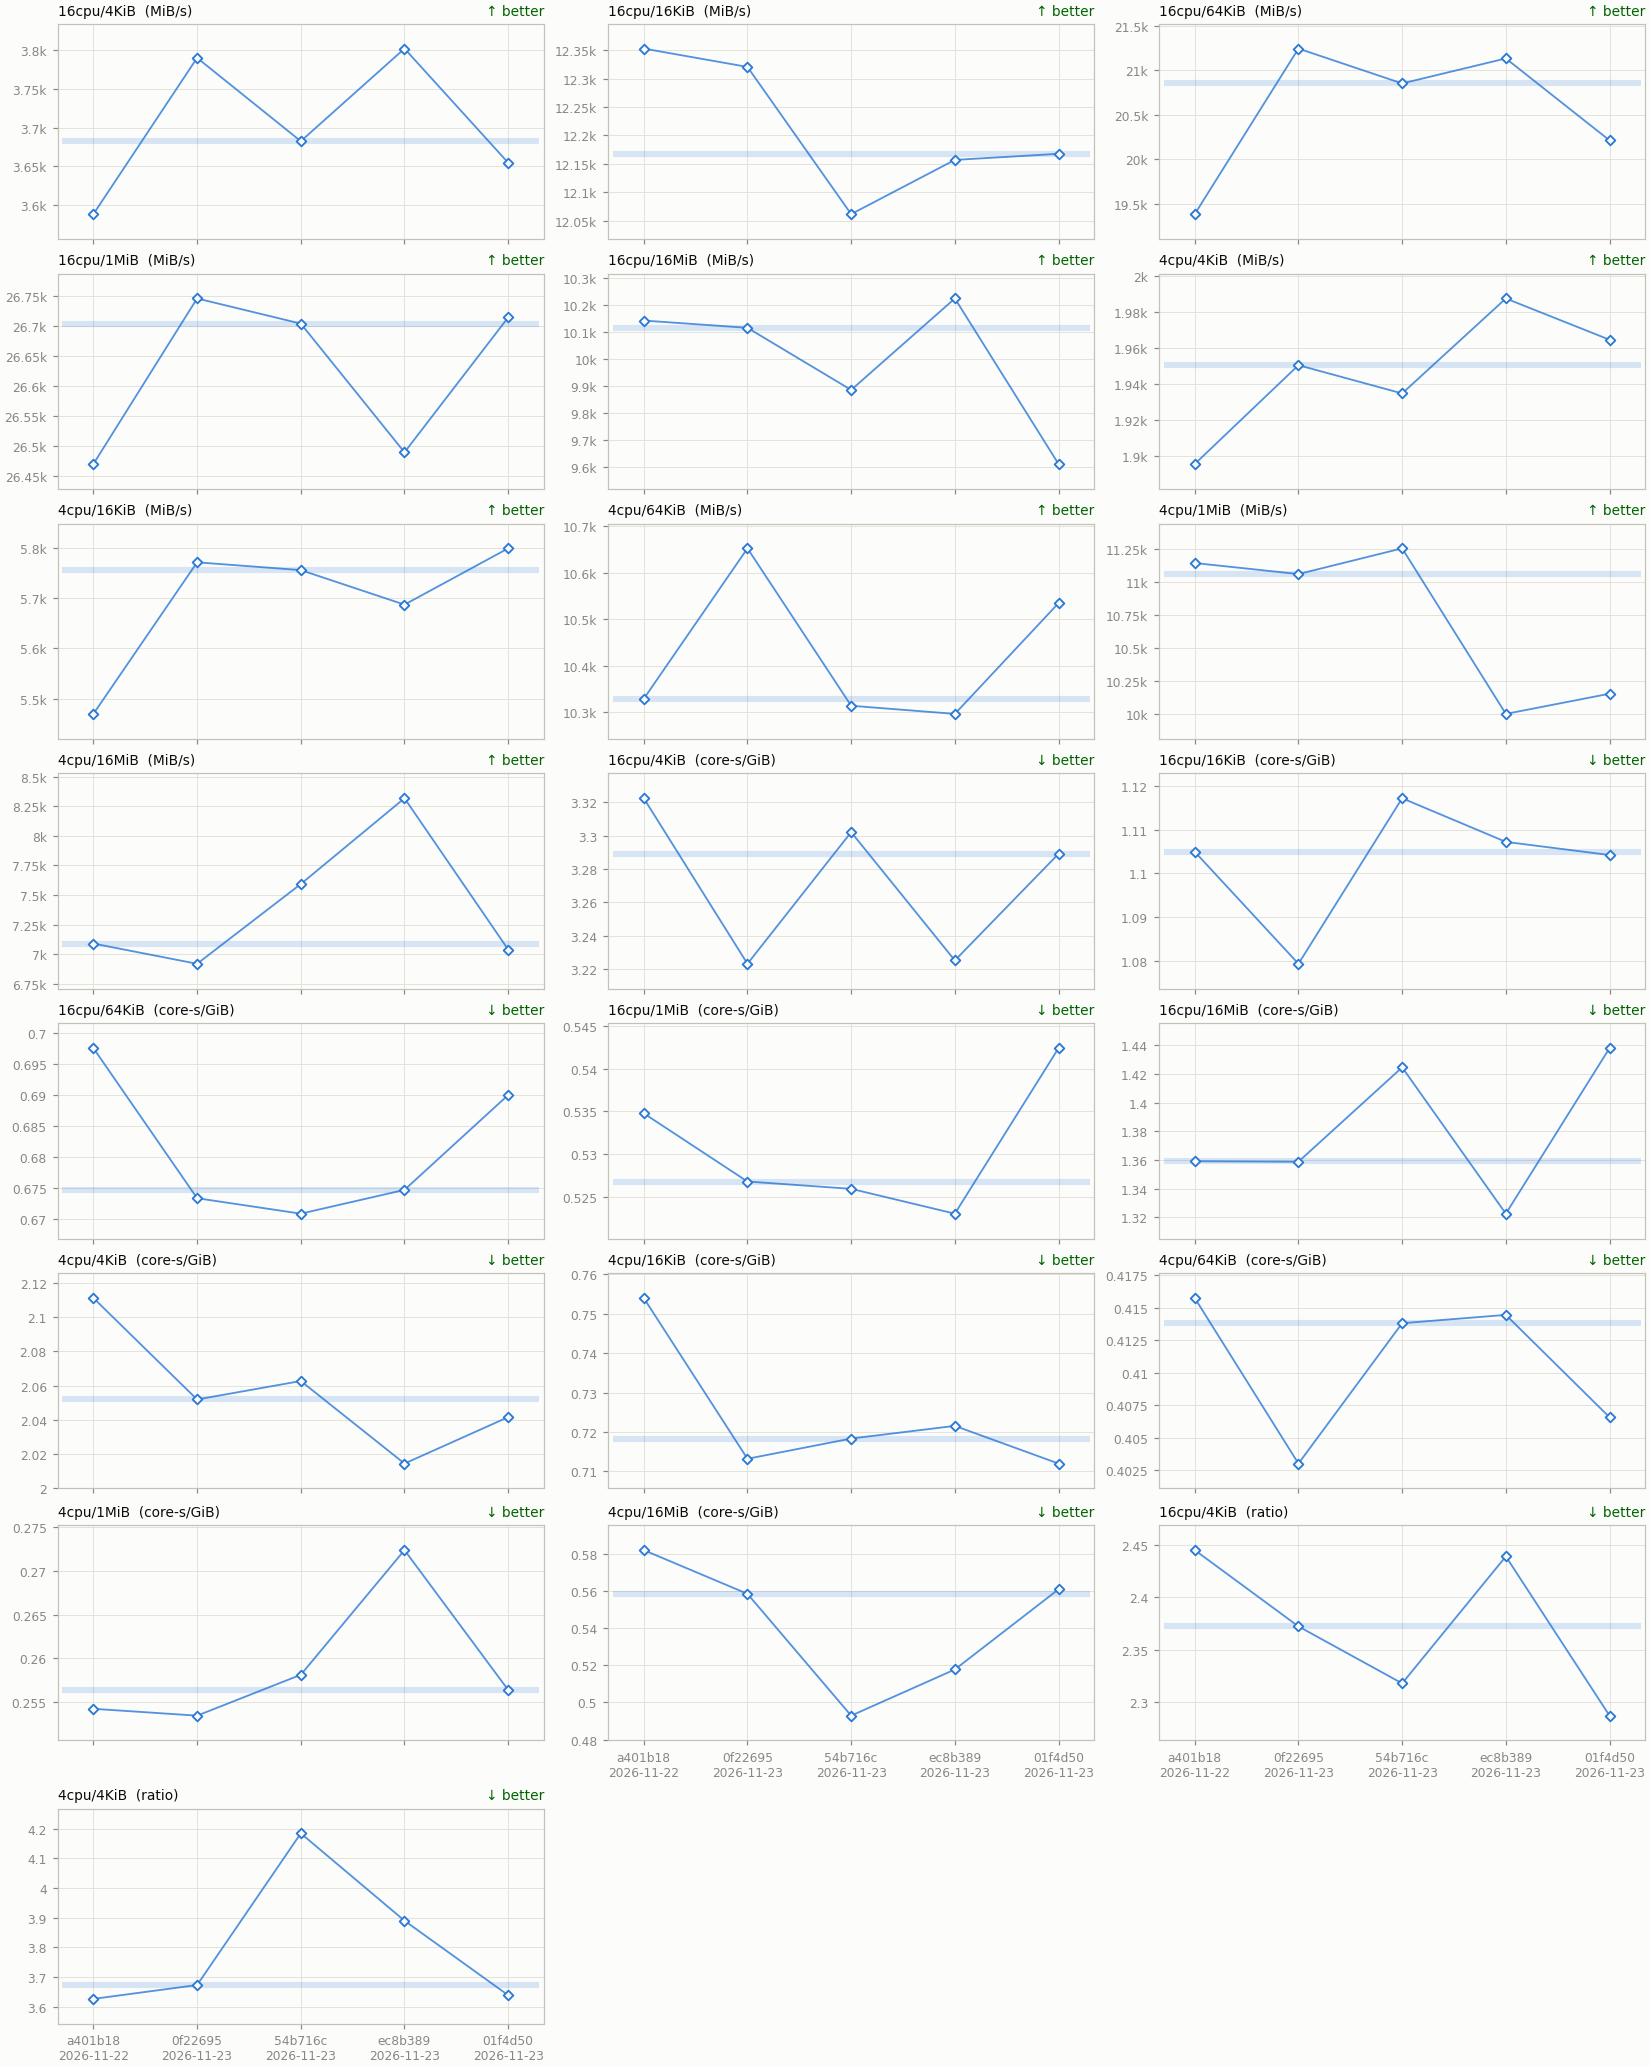 16cpu/4KiB (MiB/s) ↑ better
3.8k
3.75k
3.7k
3.65k
3.6k
16cpu/16KiB (MiB/s) ↑ better
12.35k
12.3k
12.25k
12.2k
12.15k
12.1k
12.05k
16cpu/64KiB (MiB/s) ↑ better
21.5k
21k
20.5k
20k
19.5k
16cpu/1MiB (MiB/s) ↑ better
26.75k
26.7k
26.65k
26.6k
26.55k
26.5k
26.45k
16cpu/16MiB (MiB/s) ↑ better
10.3k
10.2k
10.1k
10k
9.9k
9.8k
9.7k
9.6k
4cpu/4KiB (MiB/s) ↑ better
2k
1.98k
1.96k
1.94k
1.92k
1.9k
4cpu/16KiB (MiB/s) ↑ better
5.8k
5.7k
5.6k
5.5k
4cpu/64KiB (MiB/s) ↑ better
10.7k
10.6k
10.5k
10.4k
10.3k
4cpu/1MiB (MiB/s) ↑ better
11.25k
11k
10.75k
10.5k
10.25k
10k
4cpu/16MiB (MiB/s) ↑ better
8.5k
8.25k
8k
7.75k
7.5k
7.25k
7k
6.75k
16cpu/4KiB (core-s/GiB) ↓ better
3.32
3.3
3.28
3.26
3.24
3.22
16cpu/16KiB (core-s/GiB) ↓ better
1.12
1.11
1.1
1.09
1.08
16cpu/64KiB (core-s/GiB) ↓ better
0.7
0.695
0.69
0.685
0.68
0.675
0.67
16cpu/1MiB (core-s/GiB) ↓ better
0.545
0.54
0.535
0.53
0.525
16cpu/16MiB (core-s/GiB) ↓ better
1.44
1.42
1.4
1.38
1.36
1.34
1.32
4cpu/4KiB (core-s/GiB) ↓ better
2.12
2.1
2.08
2.06
2.04
2.02
2
4cpu/16KiB (core-s/GiB) ↓ better
0.76
0.75
0.74
0.73
0.72
0.71
4cpu/64KiB (core-s/GiB) ↓ better
0.4175
0.415
0.4125
0.41
0.4075
0.405
0.4025
4cpu/1MiB (core-s/GiB) ↓ better
0.275
0.27
0.265
0.26
0.255
4cpu/16MiB (core-s/GiB) ↓ better
0.58
0.56
0.54
0.52
0.5
0.48
a401b18 0f22695 54b716c ec8b389 01f4d50
2026-11-22 2026-11-23 2026-11-23 2026-11-23 2026-11-23
16cpu/4KiB (ratio) ↓ better
2.45
2.4
2.35
2.3
a401b18 0f22695 54b716c ec8b389 01f4d50
2026-11-22 2026-11-23 2026-11-23 2026-11-23 2026-11-23
4cpu/4KiB (ratio) ↓ better
4.2
4.1
4
3.9
3.8
3.7
3.6
a401b18 0f22695 54b716c ec8b389 01f4d50
2026-11-22 2026-11-23 2026-11-23 2026-11-23 2026-11-23